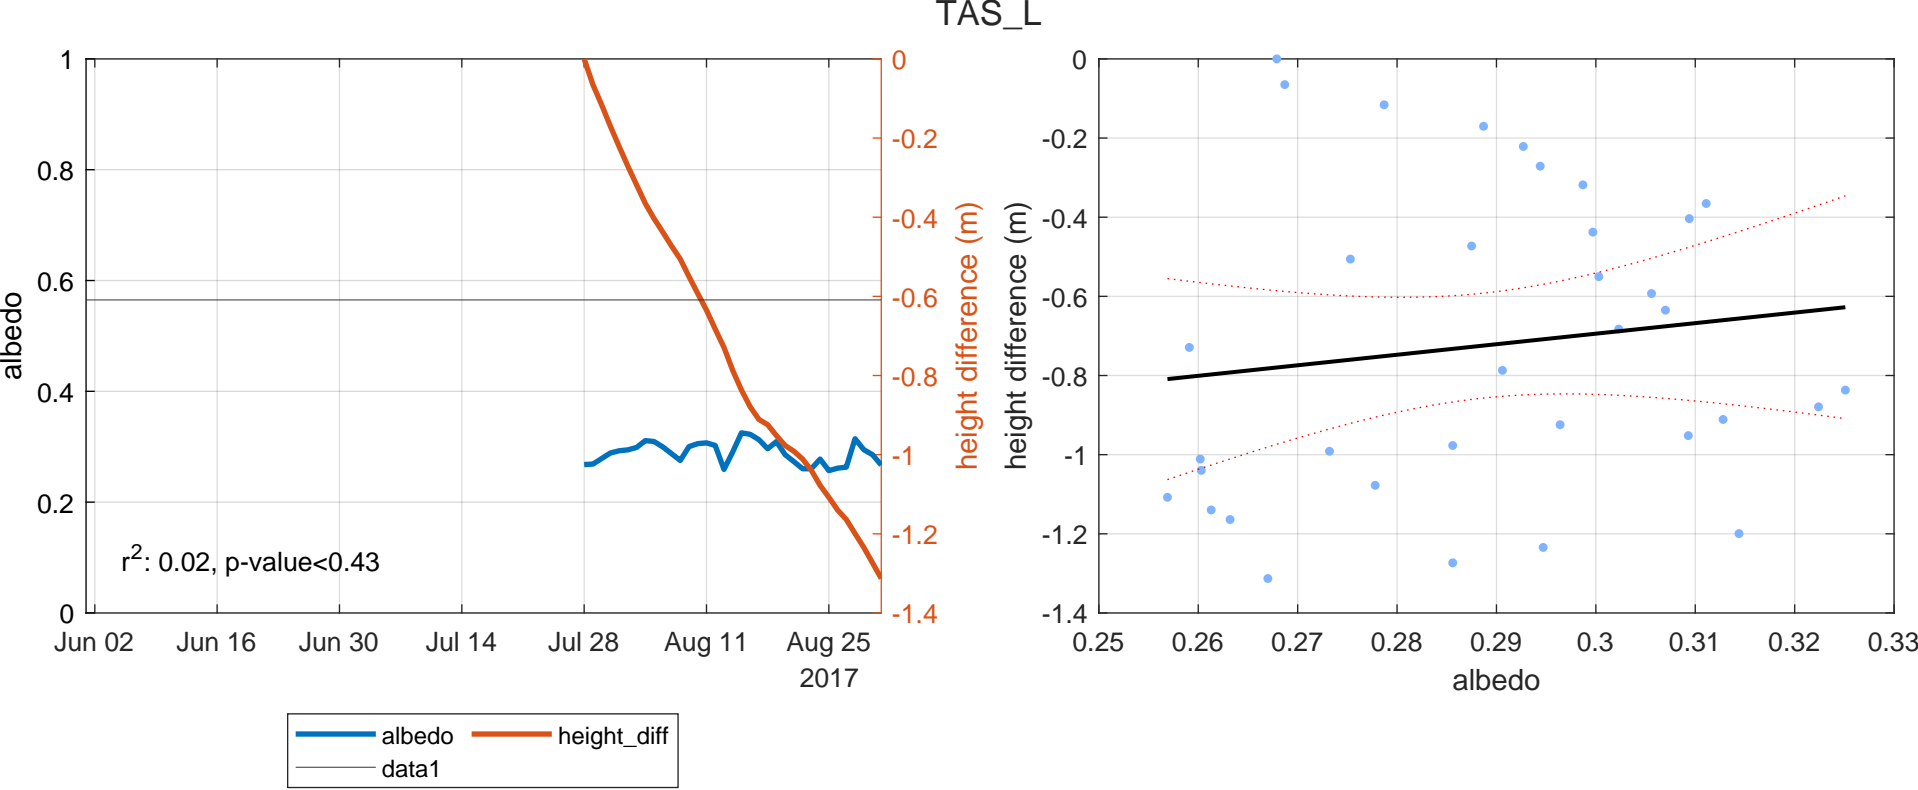 TAS_L
albedo
1
0.8
0.6
0.4
0.2
0
r2: 0.02, p-value<0.43
Jun 02
Jun 16
Jun 30
Jul 14
Jul 28
Aug 11
Aug 25
2017
0
-0.2
-0.4
-0.6
-0.8
-1
-1.2
-1.4
height difference (m)
albedo
height_diff
data1
height difference (m)
0
-0.2
-0.4
-0.6
-0.8
-1
-1.2
-1.4
0.25
0.26
0.27
0.28
0.29
0.3
0.31
0.32
0.33
albedo